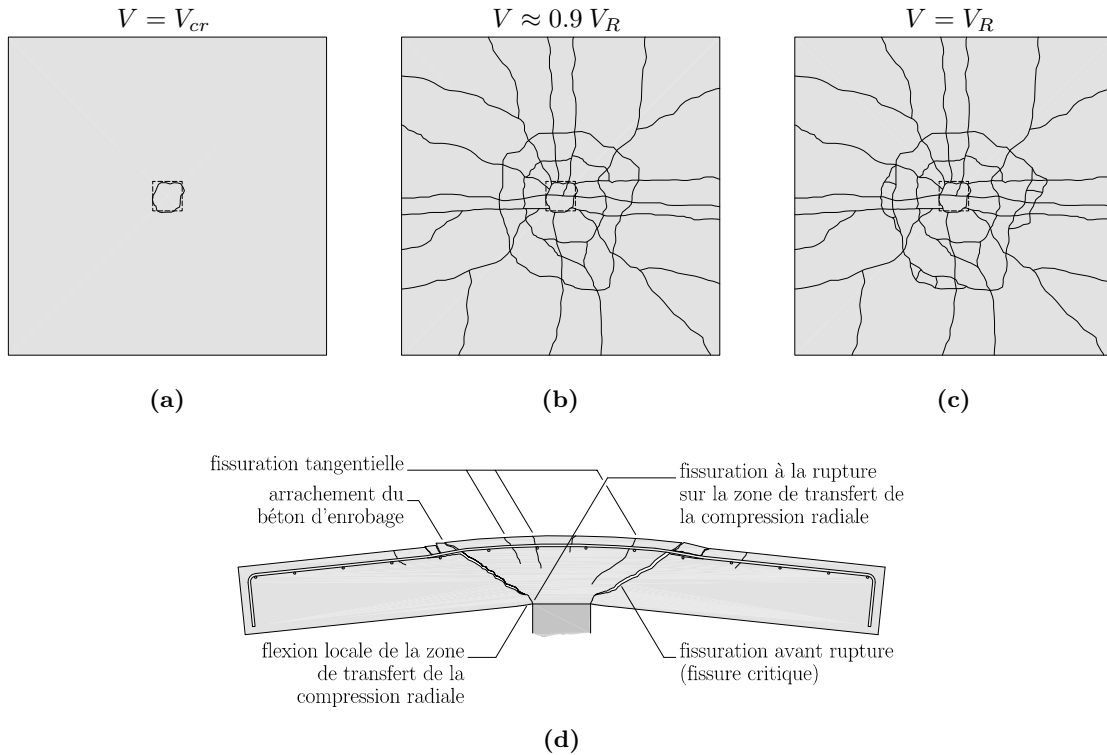 V = V_cr
V ≈ 0.9 V_R
V = V_R
(a)
(b)
(c)
fissuration tangentielle
arrachement du
béton d'enrobage
fissuration à la rupture
sur la zone de transfert de
la compression radiale
flexion locale de la zone
de transfert de la
compression radiale
fissuration avant rupture
(fissure critique)
(d)